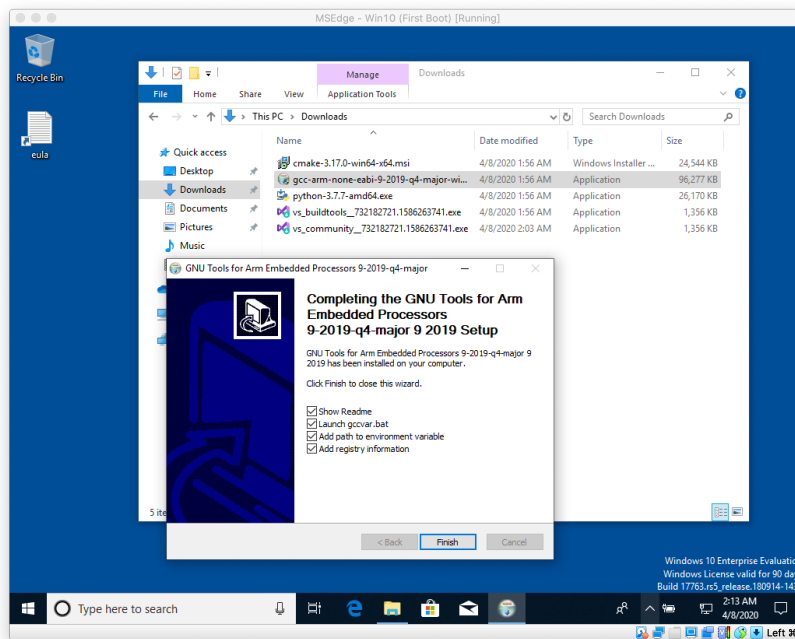 MSEdge - Win10 (First Boot) [Running]
Recycle Bin
eula
Manage
Downloads
File
Home
Share
View
Application Tools
This PC > Downloads
Search Downloads
Name
Date modified
Type
Size
Quick access
Desktop
Downloads
Documents
Pictures
Music
cmake-3.17.0-win64-x64.msi 4/8/2020 1:56 AM Windows Installer ... 24,544 KB
gcc-arm-none-eabi-9-2019-q4-major-wi... 4/8/2020 1:56 AM Application 96,277 KB
python-3.7.7-amd64.exe 4/8/2020 1:56 AM Application 26,170 KB
vs_buildtools__732182721.1586263741.exe 4/8/2020 1:56 AM Application 1,356 KB
vs_community__732182721.1586263741.exe 4/8/2020 2:03 AM Application 1,356 KB
5 ite
GNU Tools for Arm Embedded Processors 9-2019-q4-major
Completing the GNU Tools for Arm
Embedded Processors
9-2019-q4-major 9 2019 Setup
GNU Tools for Arm Embedded Processors 9-2019-q4-major 9
2019 has been installed on your computer.
Click Finish to close this wizard.
Show Readme
Launch gccvar.bat
Add path to environment variable
Add registry information
< Back
Finish
Cancel
Windows 10 Enterprise Evaluatio
Windows License valid for 90 da
Build 17763.rs5_release.180914-143
Type here to search
2:13 AM
4/8/2020
Left ⌘